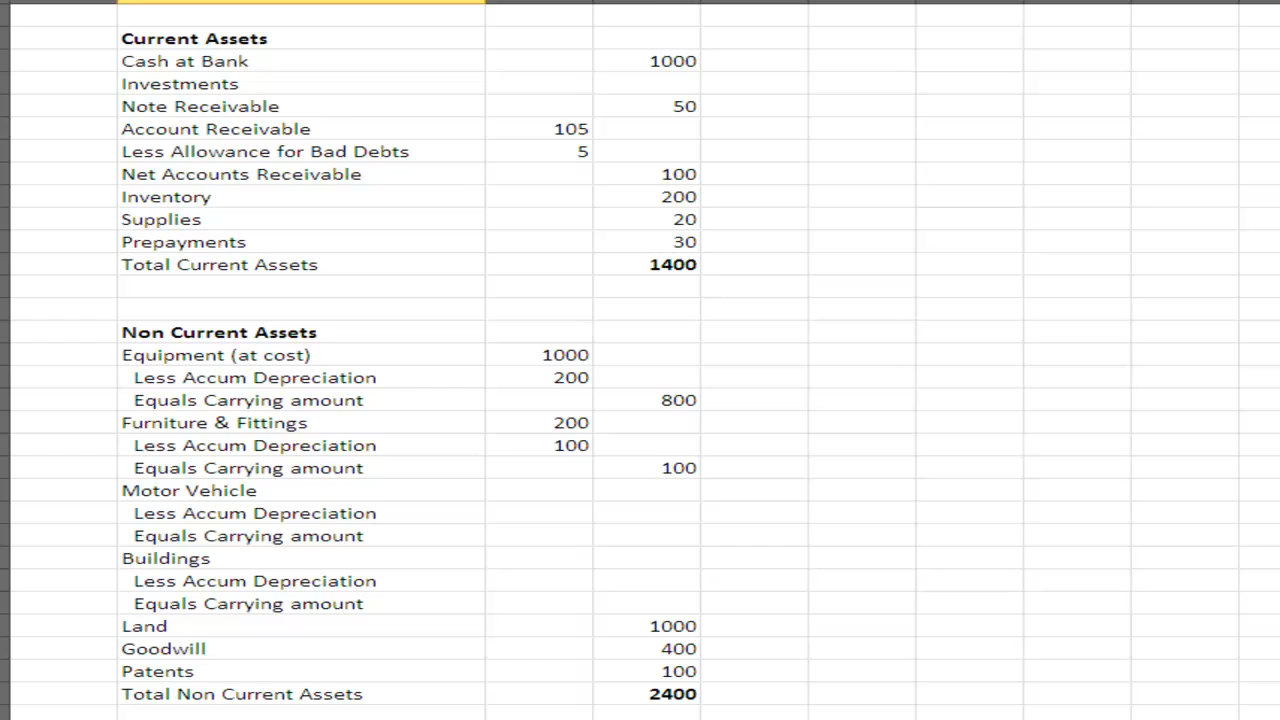 Current Assets
Cash at Bank 1000
Investments
Note Receivable 50
Account Receivable 105
Less Allowance for Bad Debts 5
Net Accounts Receivable 100
Inventory 200
Supplies 20
Prepayments 30
Total Current Assets 1400
Non Current Assets
Equipment (at cost) 1000
Less Accum Depreciation 200
Equals Carrying amount 800
Furniture & Fittings 200
Less Accum Depreciation 100
Equals Carrying amount 100
Motor Vehicle
Less Accum Depreciation
Equals Carrying amount
Buildings
Less Accum Depreciation
Equals Carrying amount
Land 1000
Goodwill 400
Patents 100
Total Non Current Assets 2400